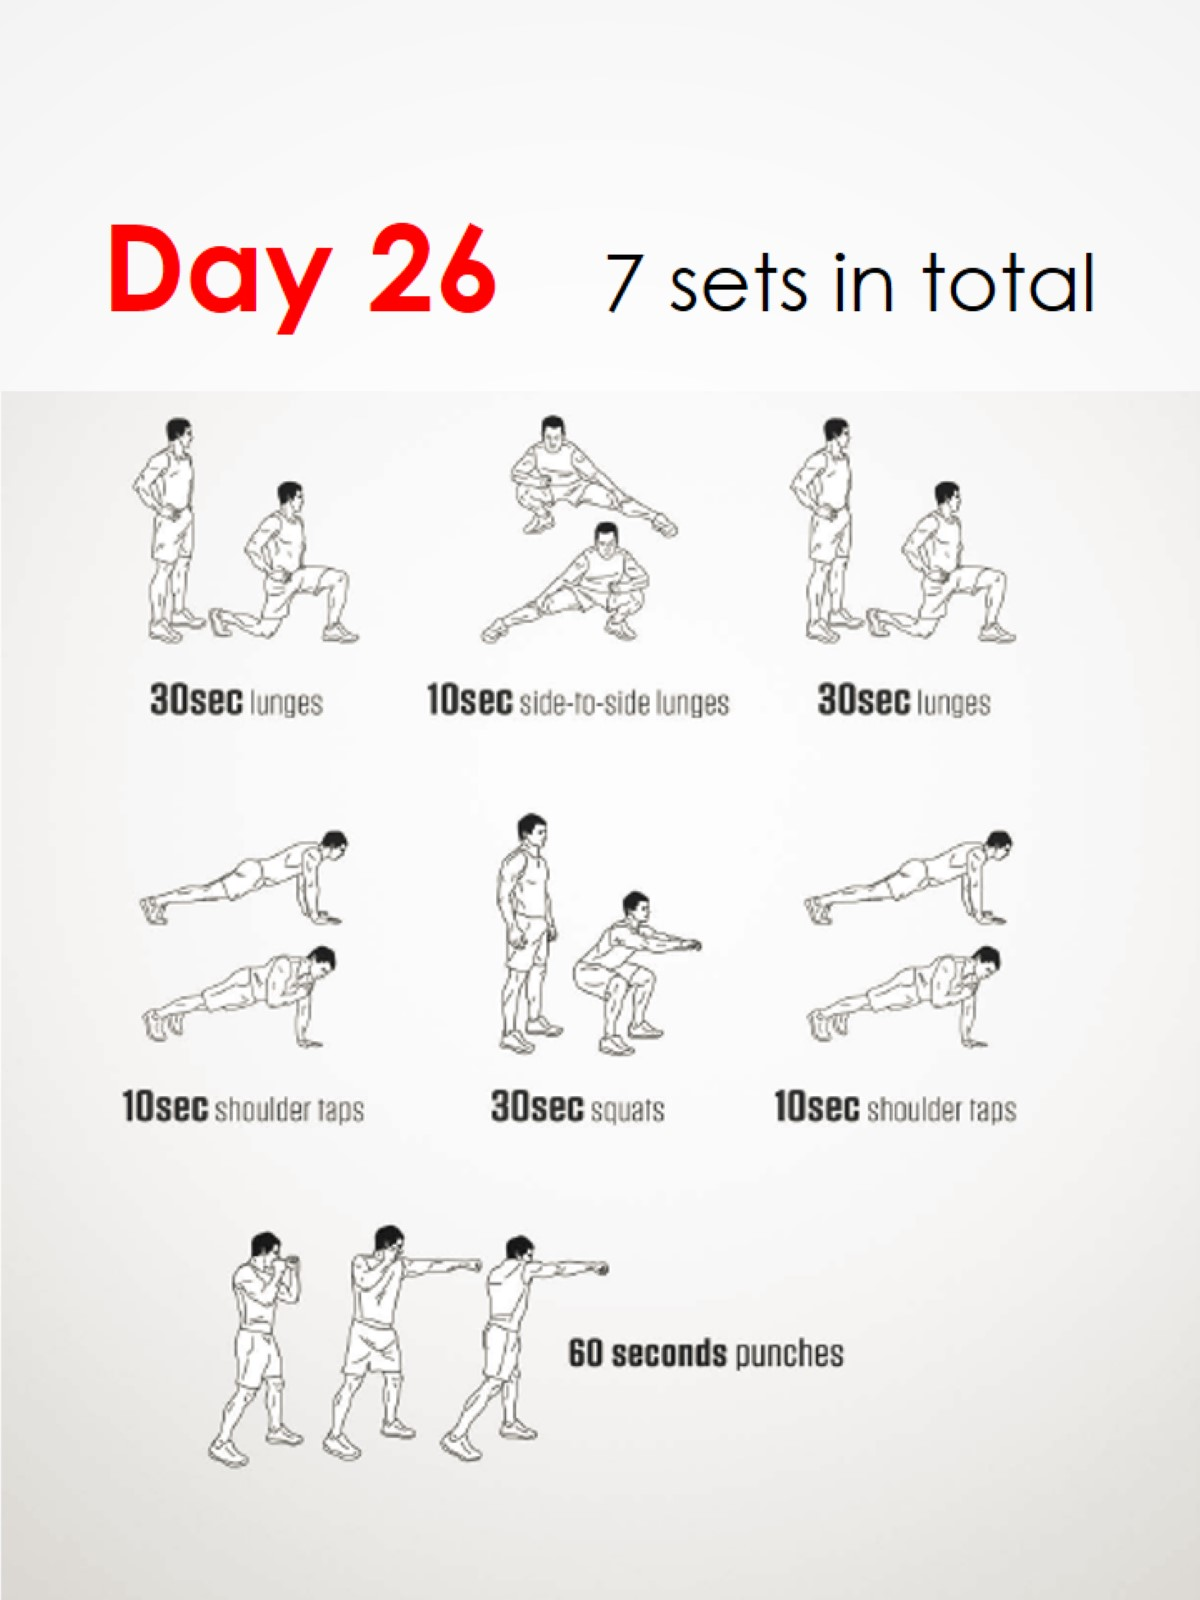 Day 26 7 sets in total
30sec lunges
10sec side-to-side lunges
30sec lunges
10sec shoulder taps
30sec squats
10sec shoulder taps
60 seconds punches